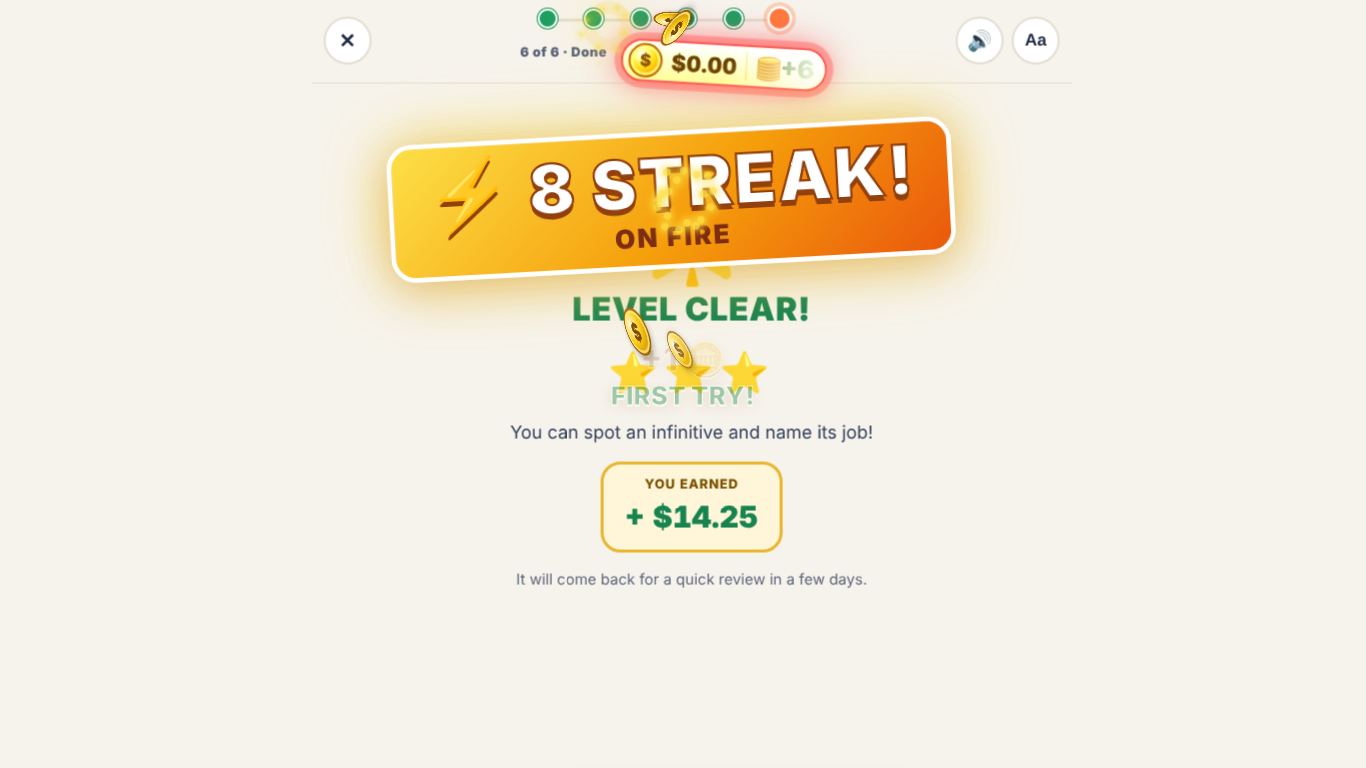 6 of 6 · Done
$ $0.00 +6
Aa
8 STREAK!
ON FIRE
LEVEL CLEAR!
FIRST TRY!
You can spot an infinitive and name its job!
YOU EARNED
+ $14.25
It will come back for a quick review in a few days.